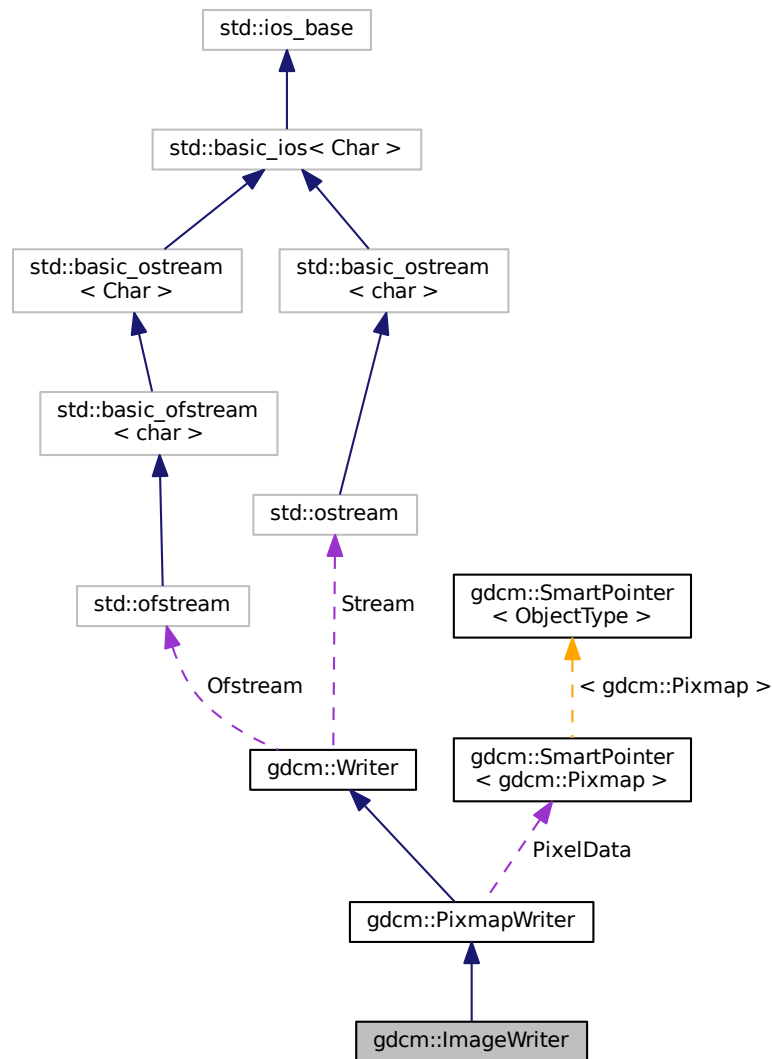 std::ios_base
std::basic_ios< Char >
std::basic_ostream
< Char >
std::basic_ostream
< char >
std::basic_ofstream
< char >
std::ostream
std::ofstream
Stream
gdcm::SmartPointer
< ObjectType >
Ofstream
< gdcm::Pixmap >
gdcm::Writer
gdcm::SmartPointer
< gdcm::Pixmap >
PixelData
gdcm::PixmapWriter
gdcm::ImageWriter